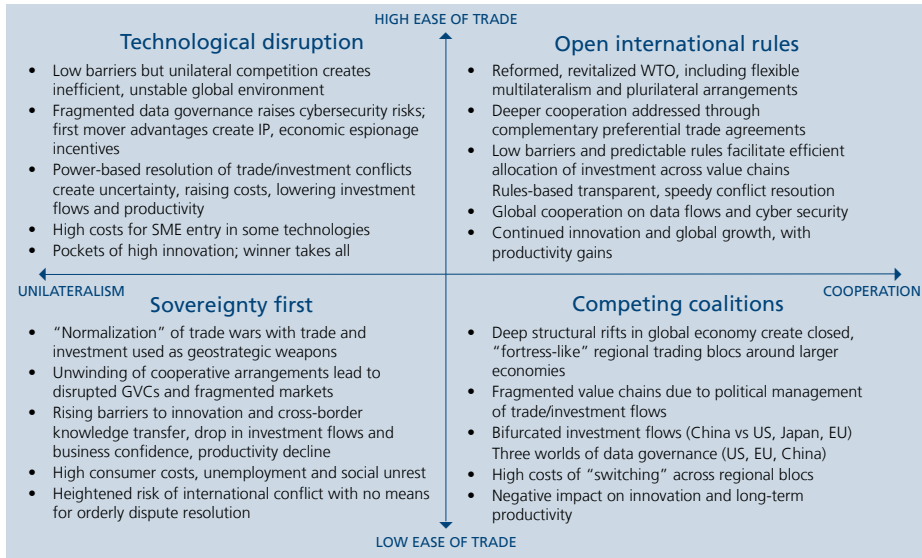 HIGH EASE OF TRADE
Technological disruption
• Low barriers but unilateral competition creates
inefficient, unstable global environment
• Fragmented data governance raises cybersecurity risks;
first mover advantages create IP, economic espionage
incentives
• Power-based resolution of trade/investment conflicts
create uncertainty, raising costs, lowering investment
flows and productivity
• High costs for SME entry in some technologies
• Pockets of high innovation; winner takes all
Open international rules
• Reformed, revitalized WTO, including flexible
multilateralism and plurilateral arrangements
• Deeper cooperation addressed through
complementary preferential trade agreements
• Low barriers and predictable rules facilitate efficient
allocation of investment across value chains
Rules-based transparent, speedy conflict resoution
• Global cooperation on data flows and cyber security
• Continued innovation and global growth, with
productivity gains
UNILATERALISM
COOPERATION
Sovereignty first
• “Normalization” of trade wars with trade and
investment used as geostrategic weapons
• Unwinding of cooperative arrangements lead to
disrupted GVCs and fragmented markets
• Rising barriers to innovation and cross-border
knowledge transfer, drop in investment flows and
business confidence, productivity decline
• High consumer costs, unemployment and social unrest
• Heightened risk of international conflict with no means
for orderly dispute resolution
Competing coalitions
• Deep structural rifts in global economy create closed,
“fortress-like” regional trading blocs around larger
economies
• Fragmented value chains due to political management
of trade/investment flows
• Bifurcated investment flows (China vs US, Japan, EU)
Three worlds of data governance (US, EU, China)
• High costs of “switching” across regional blocs
• Negative impact on innovation and long-term
productivity
LOW EASE OF TRADE